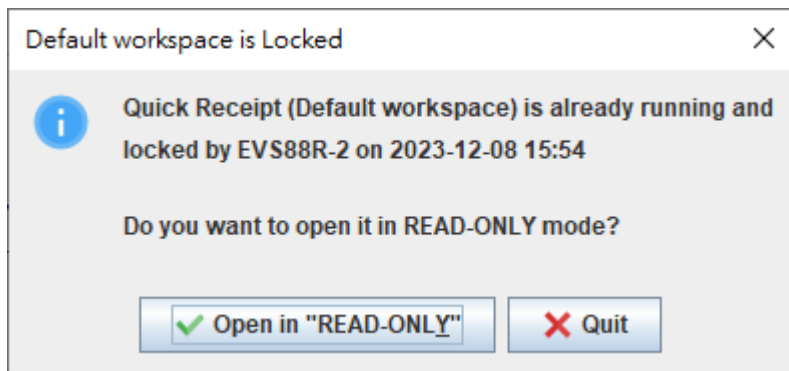 Default workspace is Locked
Quick Receipt (Default workspace) is already running and
locked by EVS88R-2 on 2023-12-08 15:54
Do you want to open it in READ-ONLY mode?
Open in "READ-ONLY" Quit